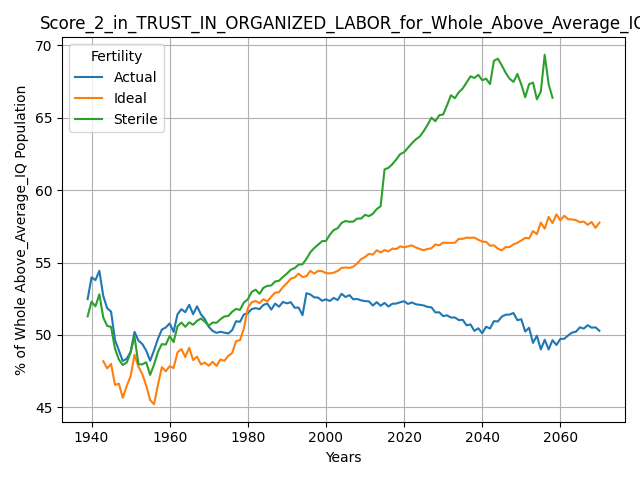 Score_2_in_TRUST_IN_ORGANIZED_LABOR_for_Whole_Above_Average_IQ
Fertility
Actual
Ideal
Sterile
% of Whole Above_Average_IQ Population
70
65
60
55
50
45
1940 1960 1980 2000 2020 2040 2060
Years